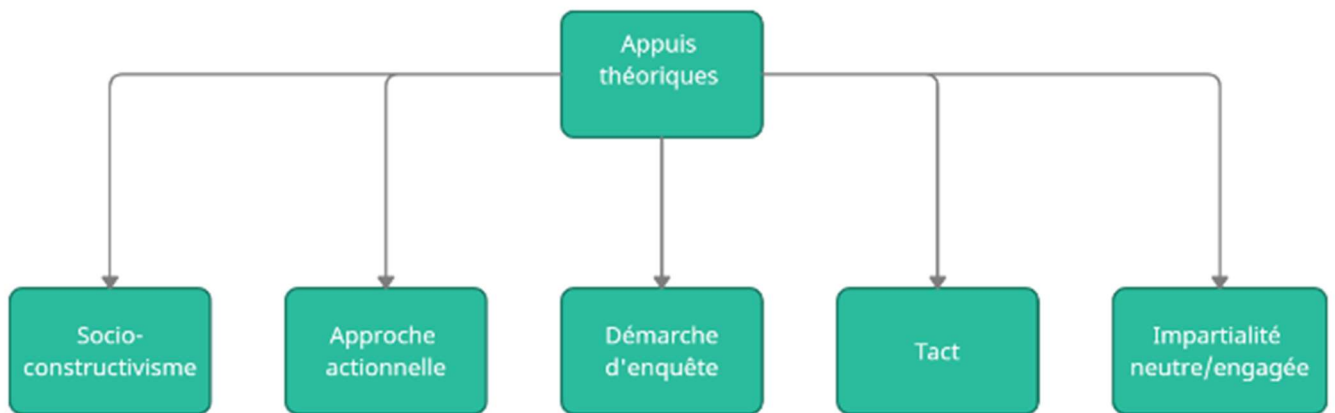 Appuis
théoriques
Socio-
constructivisme
Approche
actionnelle
Démarche
d'enquête
Tact
Impartialité
neutre/engagée